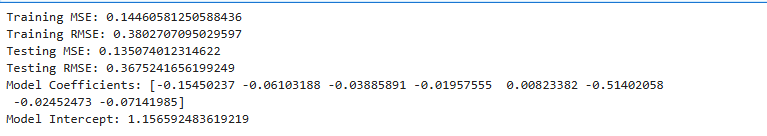 Training MSE: 0.14460581250588436
Training RMSE: 0.3802707095029597
Testing MSE: 0.135074012314622
Testing RMSE: 0.3675241656199249
Model Coefficients: [-0.15450237 -0.06103188 -0.03885891 -0.01957555  0.00823382 -0.51402058
 -0.02452473 -0.07141985]
Model Intercept: 1.156592483619219